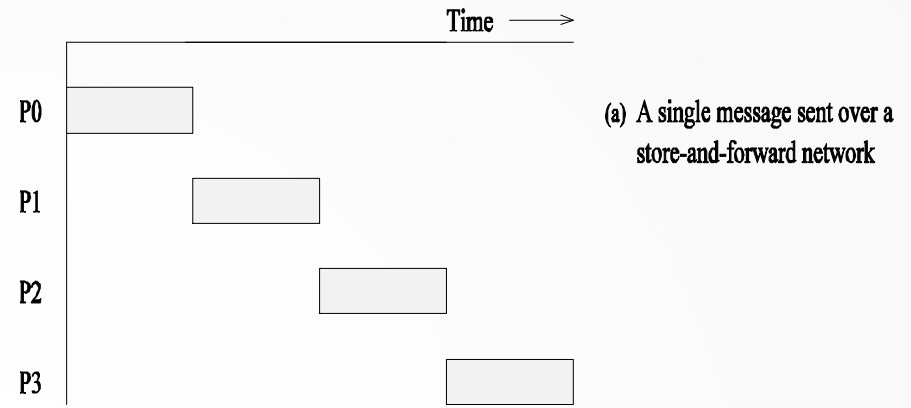 Time
P0
(a) A single message sent over a
store-and-forward network
P1
P2
P3